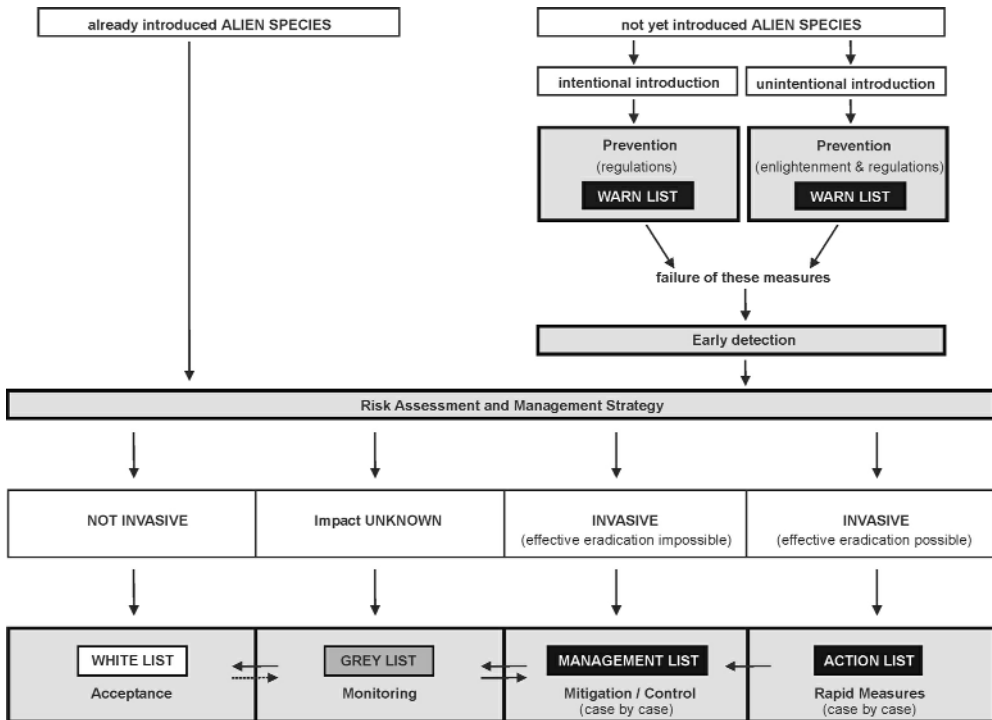 already introduced ALIEN SPECIES
not yet introduced ALIEN SPECIES
intentional introduction
unintentional introduction
Prevention
(regulations)
WARN LIST
Prevention
(enlightenment & regulations)
WARN LIST
failure of these measures
Early detection
Risk Assessment and Management Strategy
NOT INVASIVE
Impact UNKNOWN
INVASIVE
(effective eradication impossible)
INVASIVE
(effective eradication possible)
WHITE LIST
Acceptance
GREY LIST
Monitoring
MANAGEMENT LIST
Mitigation / Control
(case by case)
ACTION LIST
Rapid Measures
(case by case)